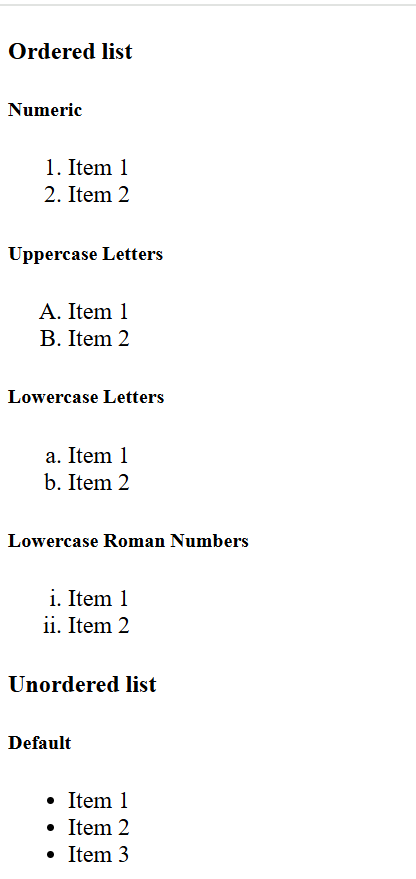 Ordered list
Numeric
1. Item 1
2. Item 2
Uppercase Letters
A. Item 1
B. Item 2
Lowercase Letters
a. Item 1
b. Item 2
Lowercase Roman Numbers
i. Item 1
ii. Item 2
Unordered list
Default
• Item 1
• Item 2
• Item 3